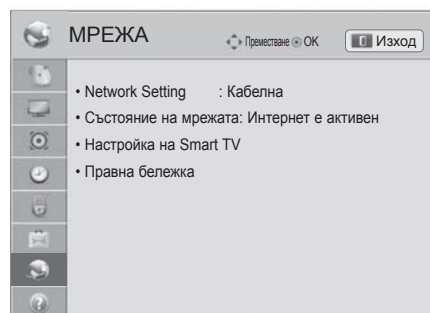 МРЕЖА
Преместване OK
Изход
• Network Setting : Кабелна
• Състояние на мрежата: Интернет е активен
• Настройка на Smart TV
• Правна бележка